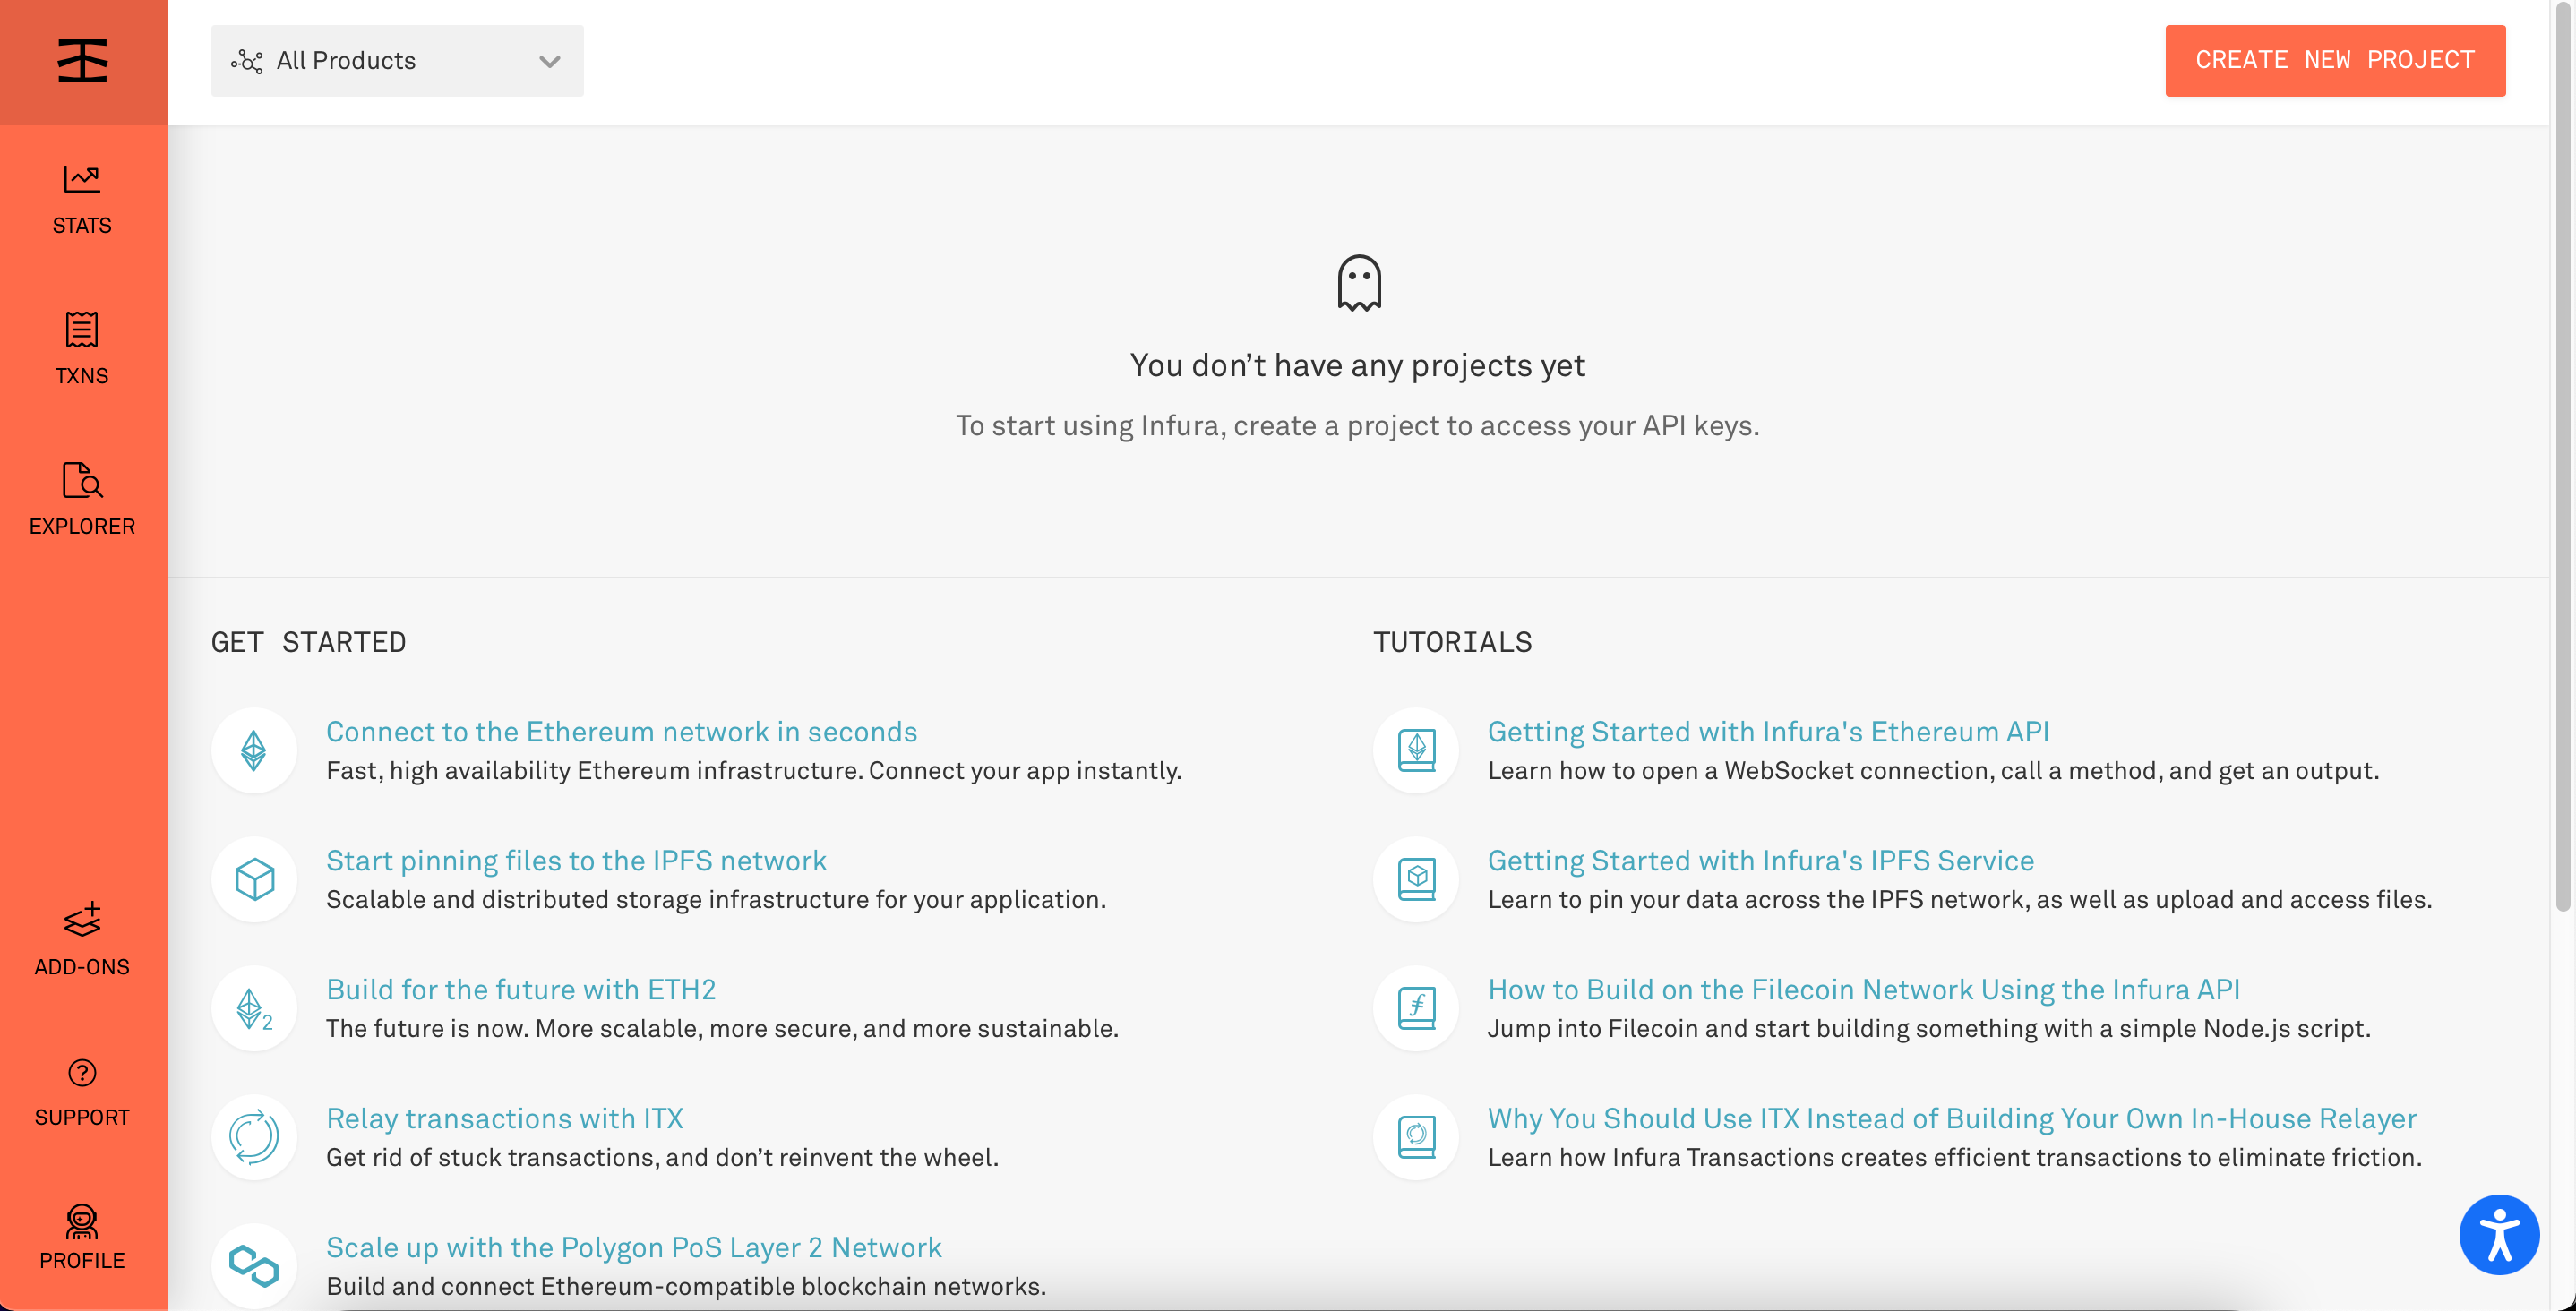 All Products
CREATE NEW PROJECT
STATS
TXNS
EXPLORER
ADD-ONS
SUPPORT
PROFILE
You don’t have any projects yet
To start using Infura, create a project to access your API keys.
GET STARTED
Connect to the Ethereum network in seconds
Fast, high availability Ethereum infrastructure. Connect your app instantly.
Start pinning files to the IPFS network
Scalable and distributed storage infrastructure for your application.
Build for the future with ETH2
The future is now. More scalable, more secure, and more sustainable.
Relay transactions with ITX
Get rid of stuck transactions, and don’t reinvent the wheel.
Scale up with the Polygon PoS Layer 2 Network
Build and connect Ethereum-compatible blockchain networks.
TUTORIALS
Getting Started with Infura's Ethereum API
Learn how to open a WebSocket connection, call a method, and get an output.
Getting Started with Infura's IPFS Service
Learn to pin your data across the IPFS network, as well as upload and access files.
How to Build on the Filecoin Network Using the Infura API
Jump into Filecoin and start building something with a simple Node.js script.
Why You Should Use ITX Instead of Building Your Own In-House Relayer
Learn how Infura Transactions creates efficient transactions to eliminate friction.